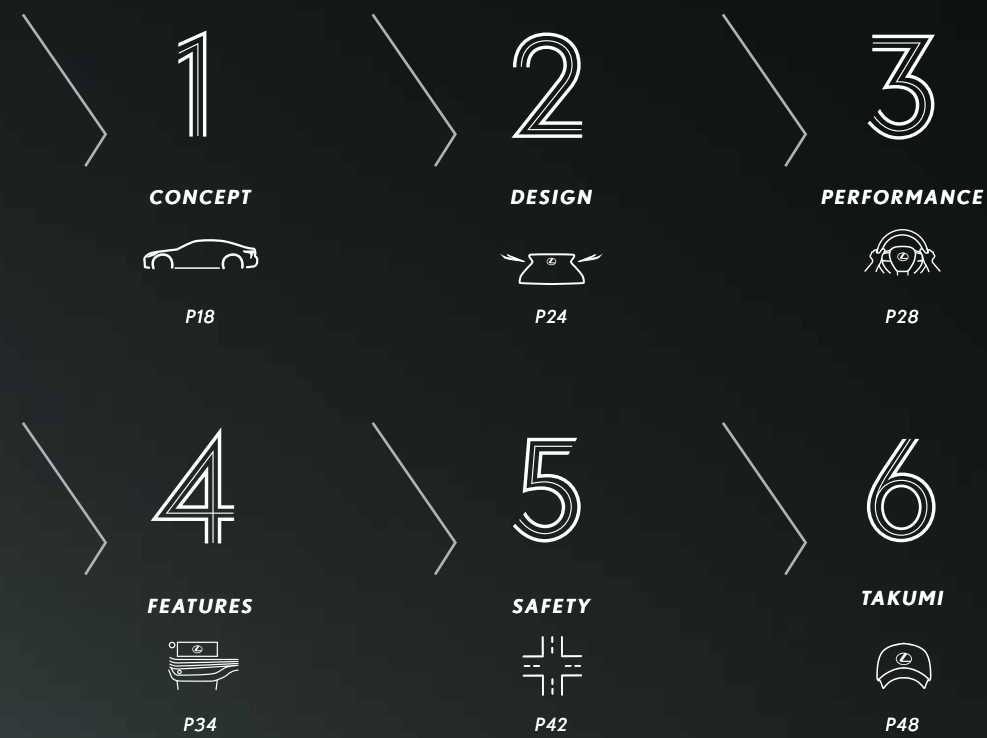 1
2
3
CONCEPT
DESIGN
PERFORMANCE
P18
P24
P28
4
5
6
FEATURES
SAFETY
TAKUMI
P34
P42
P48